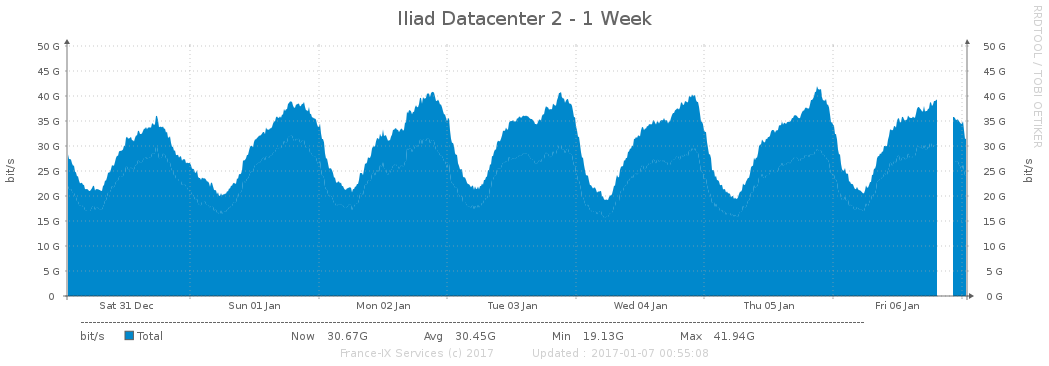 Iliad Datacenter 2 - 1 Week
RRDTOOL / TOBI OETIKER
50 G 50 G
45 G 45 G
40 G 40 G
35 G 35 G
30 G 30 G
25 G 25 G
20 G 20 G
15 G 15 G
10 G 10 G
5 G 5 G
0 0 G
bit/s bit/s
Sat 31 Dec Sun 01 Jan Mon 02 Jan Tue 03 Jan Wed 04 Jan Thu 05 Jan Fri 06 Jan
bit/s Total Now 30.67G Avg 30.45G Min 19.13G Max 41.94G
France-IX Services (c) 2017 Updated : 2017-01-07 00:55:08